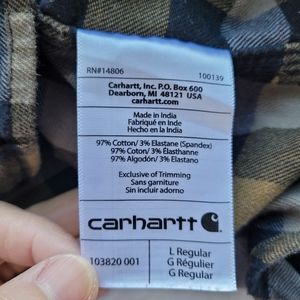 RN#14806 100139
Carhartt, Inc. P.O. Box 600
Dearborn, MI 48121 USA
carhartt.com
Made in India
Fabriqué en Inde
Hecho en la India
97% Cotton/ 3% Elastane (Spandex)
97% Coton/ 3% Élasthanne
97% Algodón/ 3% Elastano
Exclusive of Trimming
Sans garniture
Sin incluir adorno
carhartt
103820 001
L Regular
G Régulier
G Regular